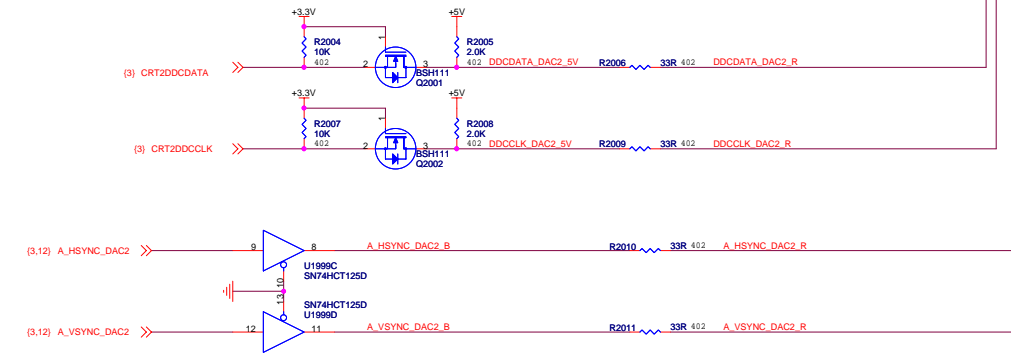 +3.3V
+5V
R2004
10K
402
1
R2005
2.0K
402
{3} CRT2DDCDATA
2
3
BSH111
Q2001
DDCDATA_DAC2_5V
R2006
33R 402
DDCDATA_DAC2_R
+3.3V
+5V
R2007
10K
402
1
R2008
2.0K
402
{3} CRT2DDCCLK
2
3
BSH111
Q2002
DDCCLK_DAC2_5V
R2009
33R 402
DDCCLK_DAC2_R
{3,12} A_HSYNC_DAC2
9
8
A_HSYNC_DAC2_B
R2010
33R 402
A_HSYNC_DAC2_R
U1999C
SN74HCT125D
10
13
SN74HCT125D
U1999D
{3,12} A_VSYNC_DAC2
12
11
A_VSYNC_DAC2_B
R2011
33R 402
A_VSYNC_DAC2_R